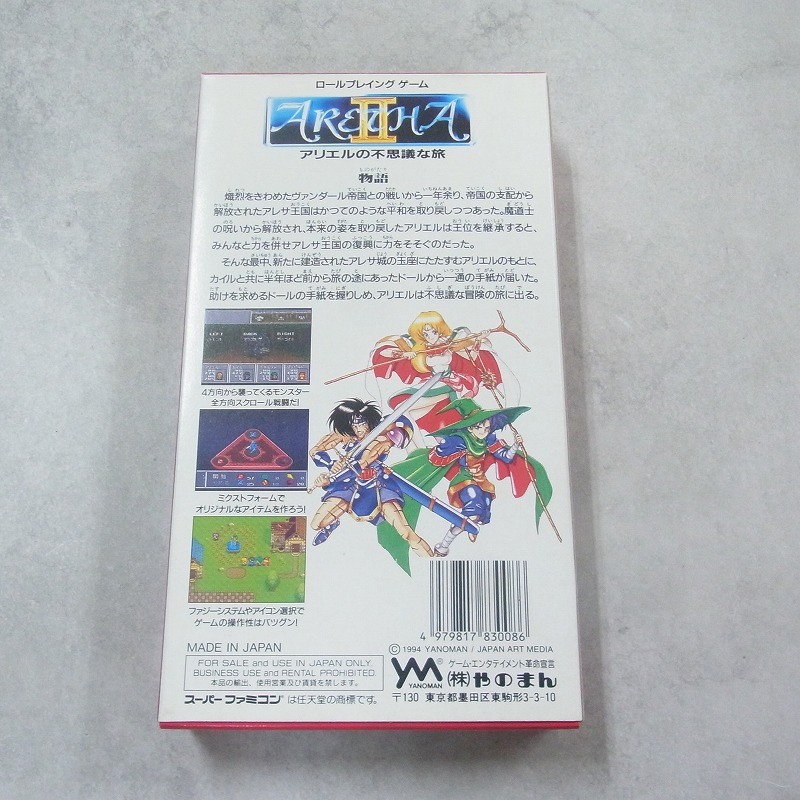 ロールプレイング ゲーム
ARETHA II
アリエルの不思議な旅
ものがたり
物語
熾烈をきわめたヴァンダール帝国との戦いから一年余り、帝国の支配から
解放されたアレサ王国はかつてのような平和を取り戻しつつあった。魔道士
の呪いから解放され、本来の姿を取り戻したアリエルは王位を継承すると、
みんなと力を併せアレサ王国の復興に力をそそぐのだった。
そんな最中、新たに建造されたアレサ城の玉座にたたずむアリエルのもとに、
カイルと共に半年ほど前から旅の途にあったドールから一通の手紙が届いた。
助けを求めるドールの手紙を握りしめ、アリエルは不思議な冒険の旅に出る。
LEFT BACK RIGHT
4方向から襲ってくるモンスター
全方向スクロール戦闘だ!
ミクストフォームで
オリジナルなアイテムを作ろう!
ファジーシステムやアイコン選択で
ゲームの操作性はバツグン!
4 979817 830086
MADE IN JAPAN
© 1994 YANOMAN / JAPAN ART MEDIA
FOR SALE and USE IN JAPAN ONLY.
BUSINESS USE and RENTAL PROHIBITED.
本品の輸出、使用営業及び賃貸を禁じます。
YM
YANOMAN
ゲーム・エンタテイメント革命宣言
(株)やのまん
スーパーファミコン®は任天堂の商標です。
〒130 東京都墨田区東駒形3-3-10